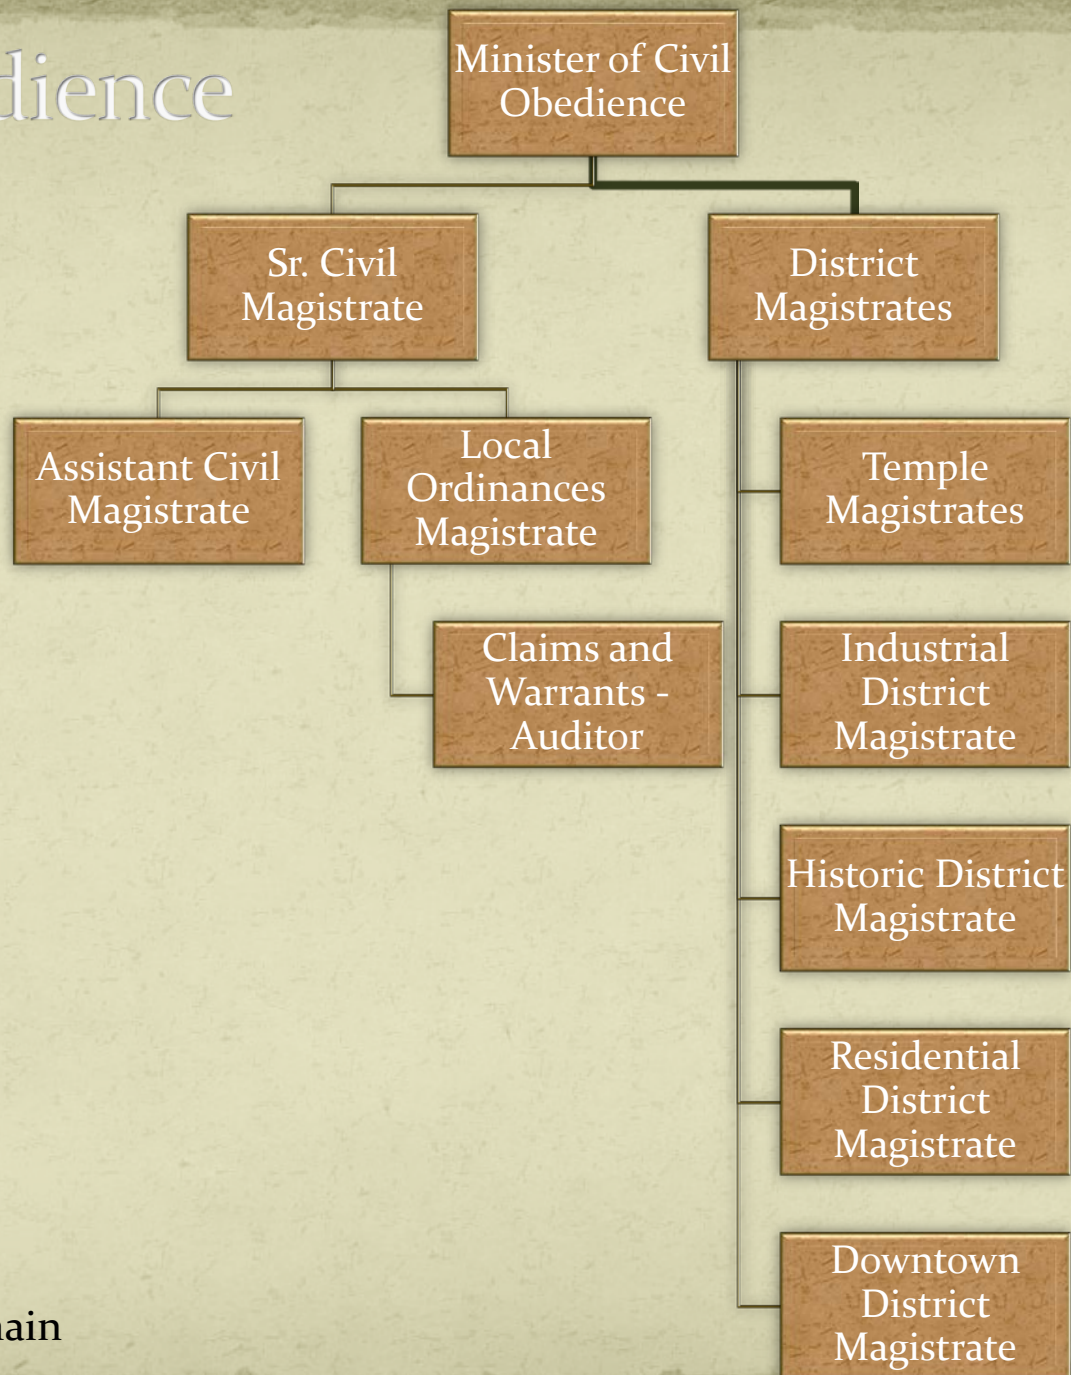 dience
Minister of Civil
Obedience
Sr. Civil
Magistrate
District
Magistrates
Assistant Civil
Magistrate
Local
Ordinances
Magistrate
Temple
Magistrates
Claims and
Warrants -
Auditor
Industrial
District
Magistrate
Historic District
Magistrate
Residential
District
Magistrate
Downtown
District
Magistrate
ain